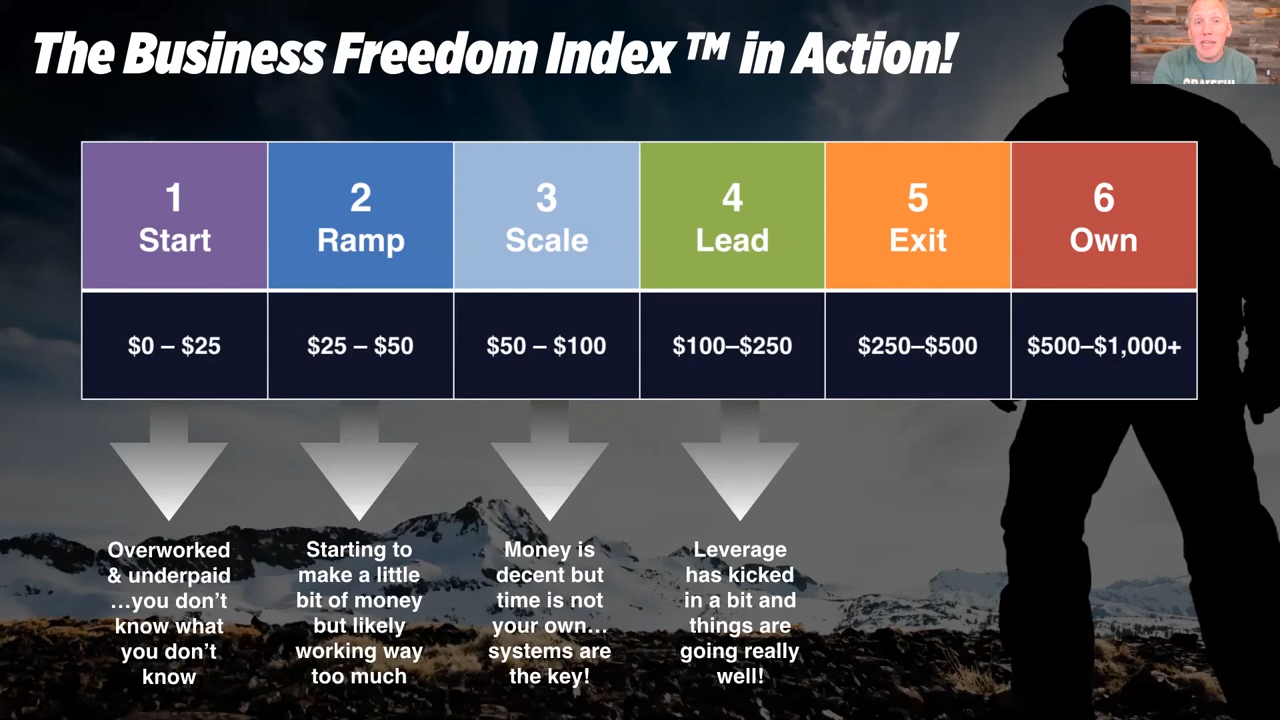 The Business Freedom Index ™ in Action!
1
Start
2
Ramp
3
Scale
4
Lead
5
Exit
6
Own
$0 – $25
$25 – $50
$50 – $100
$100–$250
$250–$500
$500–$1,000+
Overworked
& underpaid
…you don't
know what
you don't
know
Starting to
make a little
bit of money
but likely
working way
too much
Money is
decent but
time is not
your own…
systems are
the key!
Leverage
has kicked
in a bit and
things are
going really
well!